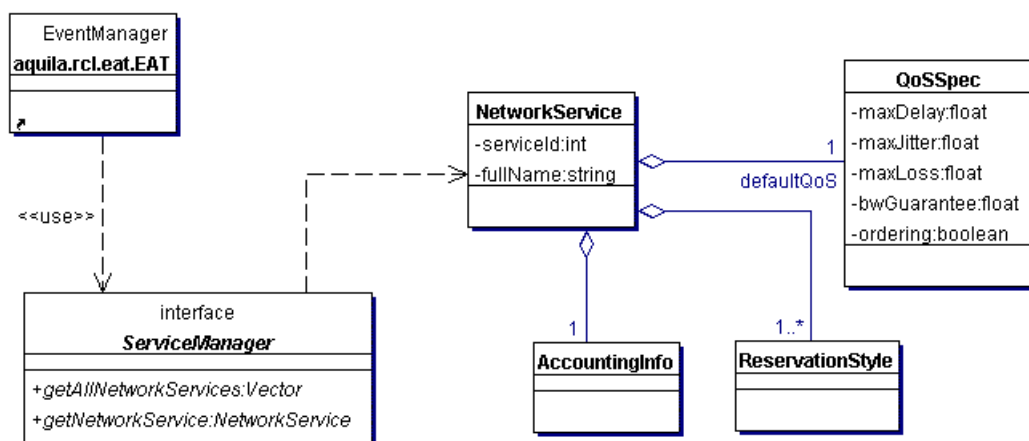 EventManager
aquila.rcl.eat.EAT
<<use>>
interface
ServiceManager
+getAllNetworkServices:Vector
+getNetworkService:NetworkService
NetworkService
-serviceId:int
-fullName:string
1
defaultQoS
QoSSpec
-maxDelay:float
-maxJitter:float
-maxLoss:float
-bwGuarantee:float
-ordering:boolean
1
AccountingInfo
1..*
ReservationStyle